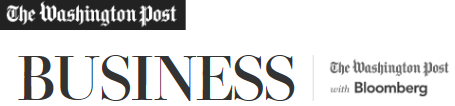 The Washington Post
BUSINESS
The Washington Post
with Bloomberg